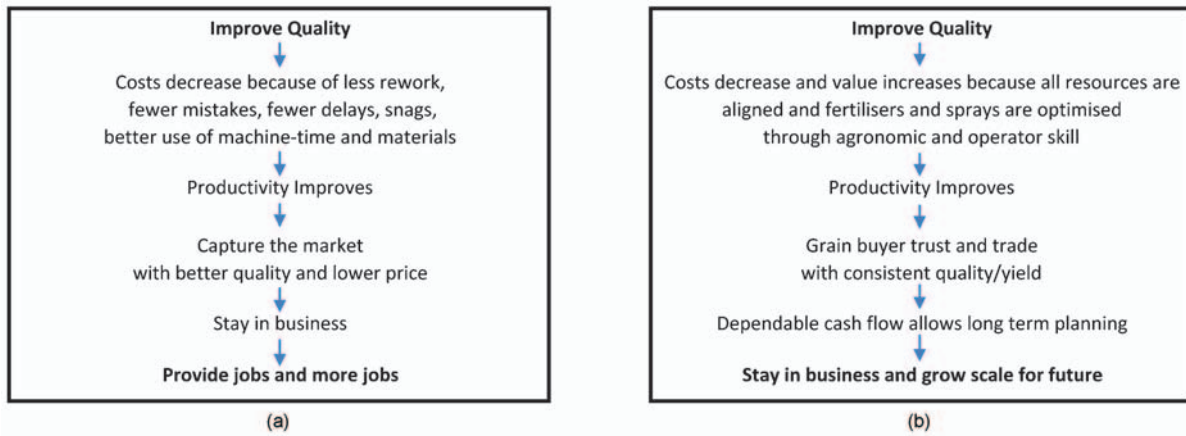 Improve Quality
Costs decrease because of less rework,
fewer mistakes, fewer delays, snags,
better use of machine-time and materials
Productivity Improves
Capture the market
with better quality and lower price
Stay in business
Provide jobs and more jobs
(a)
Improve Quality
Costs decrease and value increases because all resources are
aligned and fertilisers and sprays are optimised
through agronomic and operator skill
Productivity Improves
Grain buyer trust and trade
with consistent quality/yield
Dependable cash flow allows long term planning
Stay in business and grow scale for future
(b)